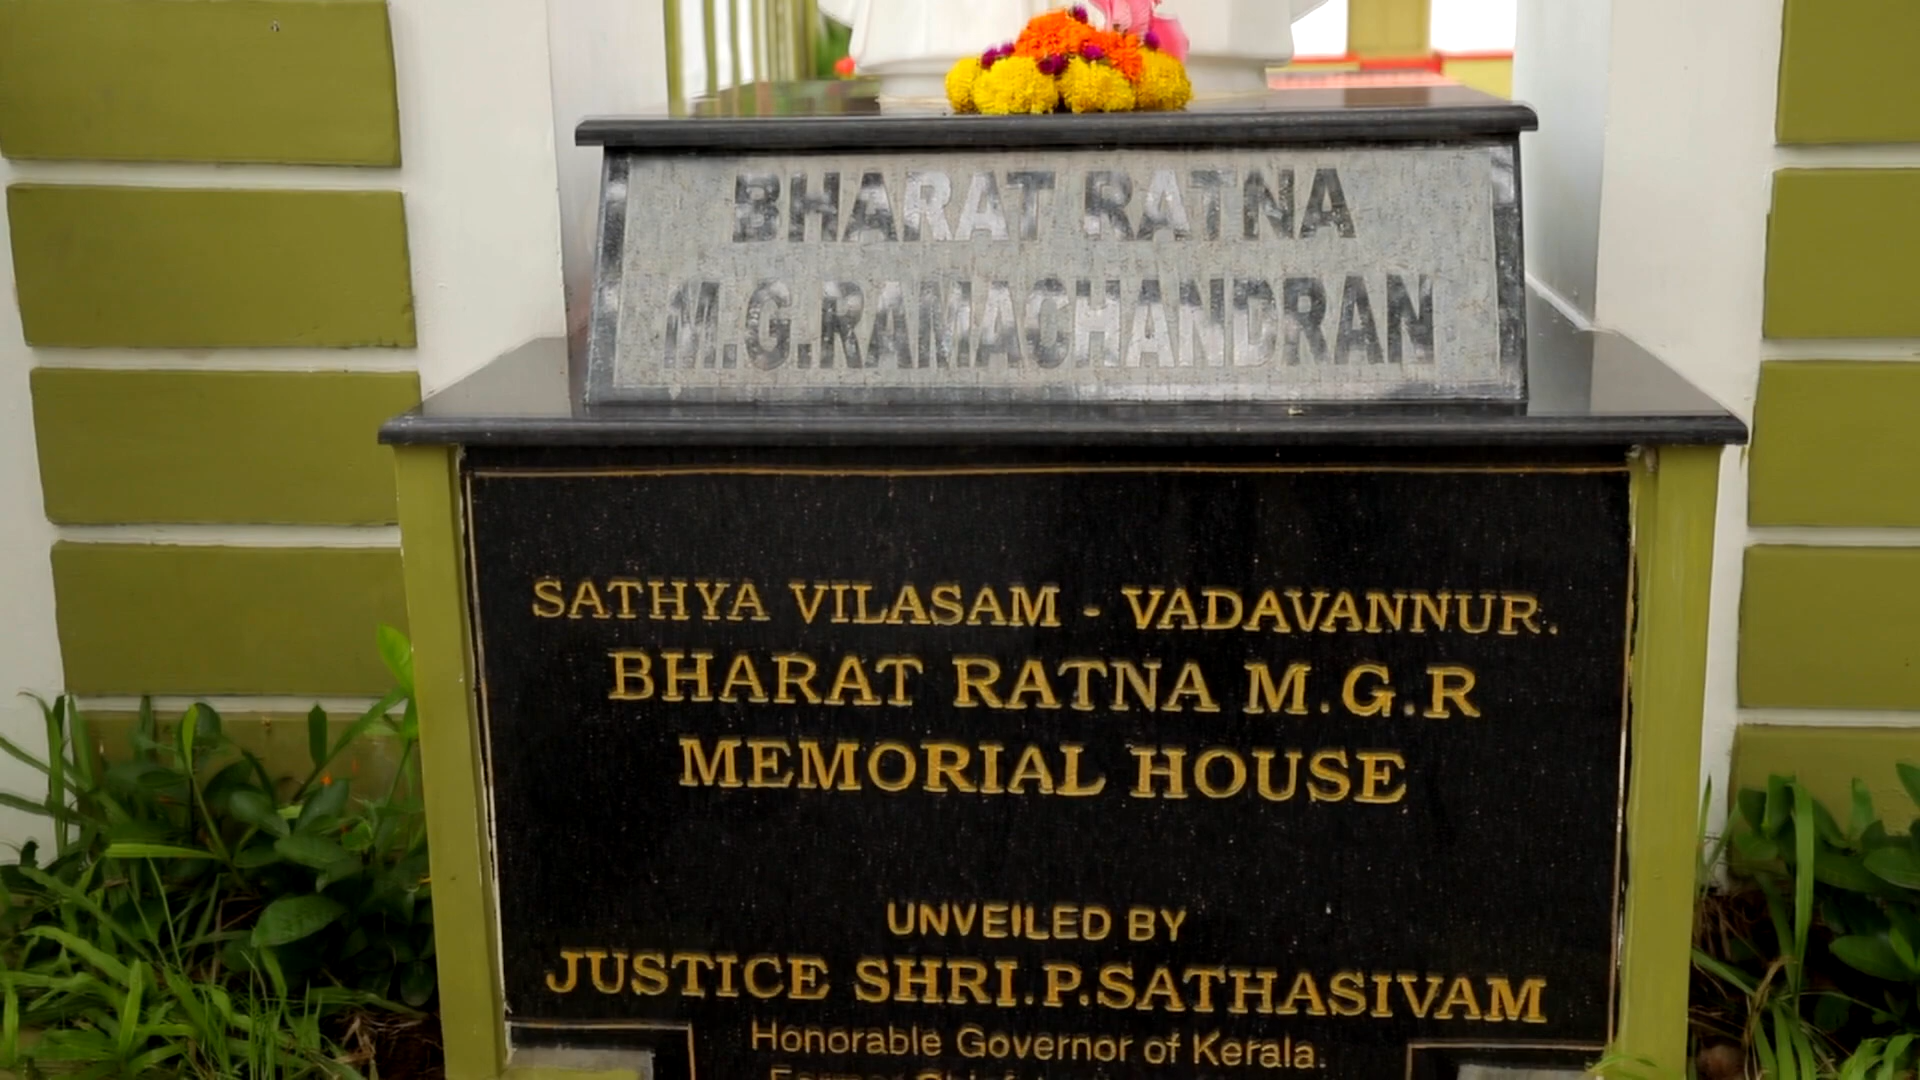 BHARAT RATNA
M.G.RAMACHANDRAN
SATHYA VILASAM - VADAVANNUR.
BHARAT RATNA M.G.R
MEMORIAL HOUSE
UNVEILED BY
JUSTICE SHRI.P.SATHASIVAM
Honorable Governor of Kerala.